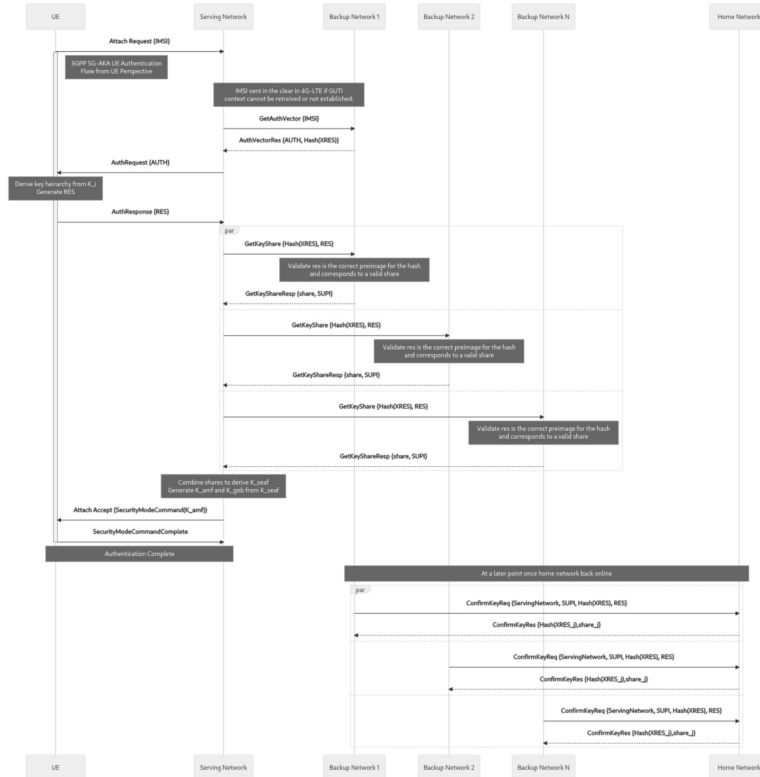 UE Serving Network Backup Network 1 Backup Network 2 Backup Network N Home Network
Attach Request {IMSI}
3GPP 5G-AKA UE Authentication
Flow from UE Perspective
IMSI sent in the clear in 4G-LTE if GUTI
context cannot be retreived or not established.
GetAuthVector {IMSI}
AuthVectorRes {AUTH, Hash(XRES)}
AuthRequest {AUTH}
Derive key heirarchy from K_i
Generate RES
AuthResponse {RES}
par
GetKeyShare {Hash(XRES), RES}
Validate res is the correct preimage for the hash
and corresponds to a valid share
GetKeyShareResp {share, SUPI}
GetKeyShare {Hash(XRES), RES}
Validate res is the correct preimage for the hash
and corresponds to a valid share
GetKeyShareResp {share, SUPI}
GetKeyShare {Hash(XRES), RES}
Validate res is the correct preimage for the hash
and corresponds to a valid share
GetKeyShareResp {share, SUPI}
Combine shares to derive K_seaf
Generate K_amf and K_gnb from K_seaf
Attach Accept {SecurityModeCommand(K_amf)}
SecurityModeCommandComplete
Authentication Complete
At a later point once home network back online
par
ConfirmKeyReq {ServingNetwork, SUPI, Hash(XRES), RES}
ConfirmKeyRes {Hash(XRES_j),share_j}
ConfirmKeyReq {ServingNetwork, SUPI, Hash(XRES), RES}
ConfirmKeyRes {Hash(XRES_j),share_j}
ConfirmKeyReq {ServingNetwork, SUPI, Hash(XRES), RES}
ConfirmKeyRes {Hash(XRES_j),share_j}
UE Serving Network Backup Network 1 Backup Network 2 Backup Network N Home Network